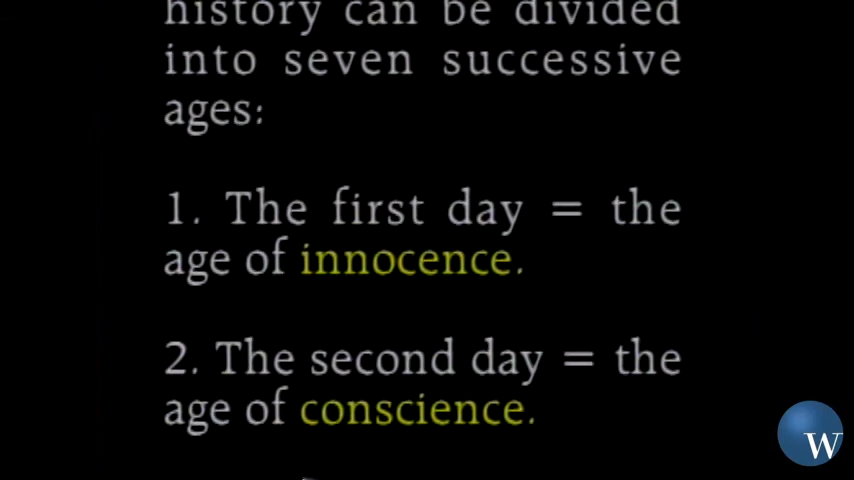 history can be divided
into seven successive
ages:
1. The first day = the
age of innocence.
2. The second day = the
age of conscience.
W